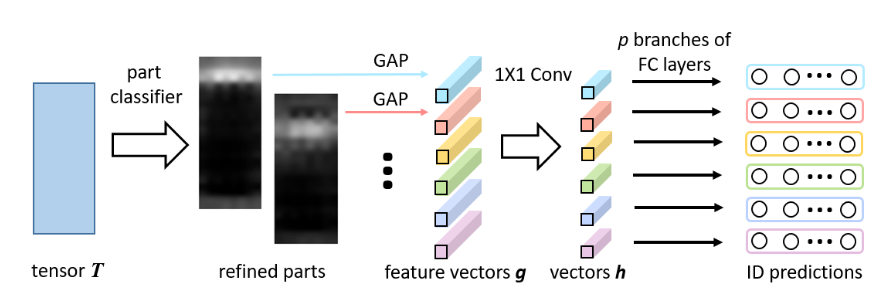 part
classifier
GAP
GAP
1X1 Conv
p branches of
FC layers
tensor T
refined parts
feature vectors g
vectors h
ID predictions